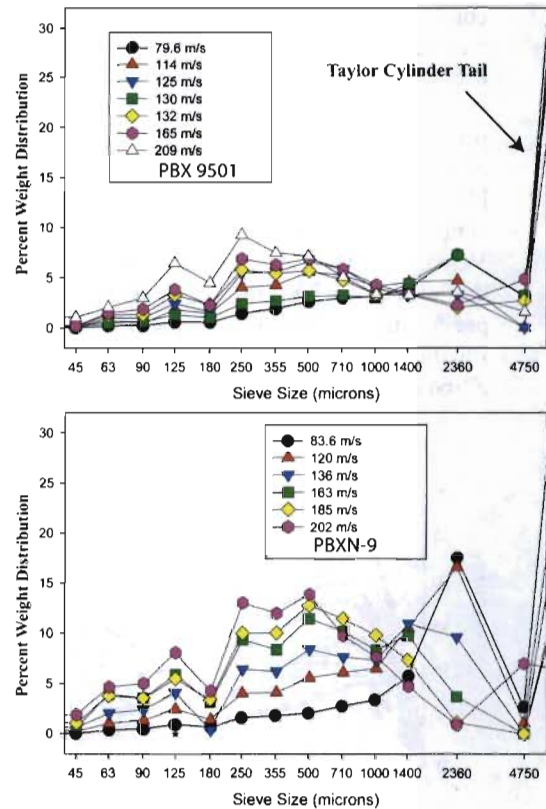 30
25
20
15
10
5
0
Percent Weight Distribution
79.6 m/s
114 m/s
125 m/s
130 m/s
132 m/s
165 m/s
209 m/s
PBX 9501
Taylor Cylinder Tail
45 63 90 125 180 250 355 500 710 1000 1400 2360 4750
Sieve Size (microns)
30
25
20
15
10
5
0
Percent Weight Distribution
83.6 m/s
120 m/s
136 m/s
163 m/s
185 m/s
202 m/s
PBXN-9
45 63 90 125 180 250 355 500 710 1000 1400 2360 4750
Sieve Size (microns)